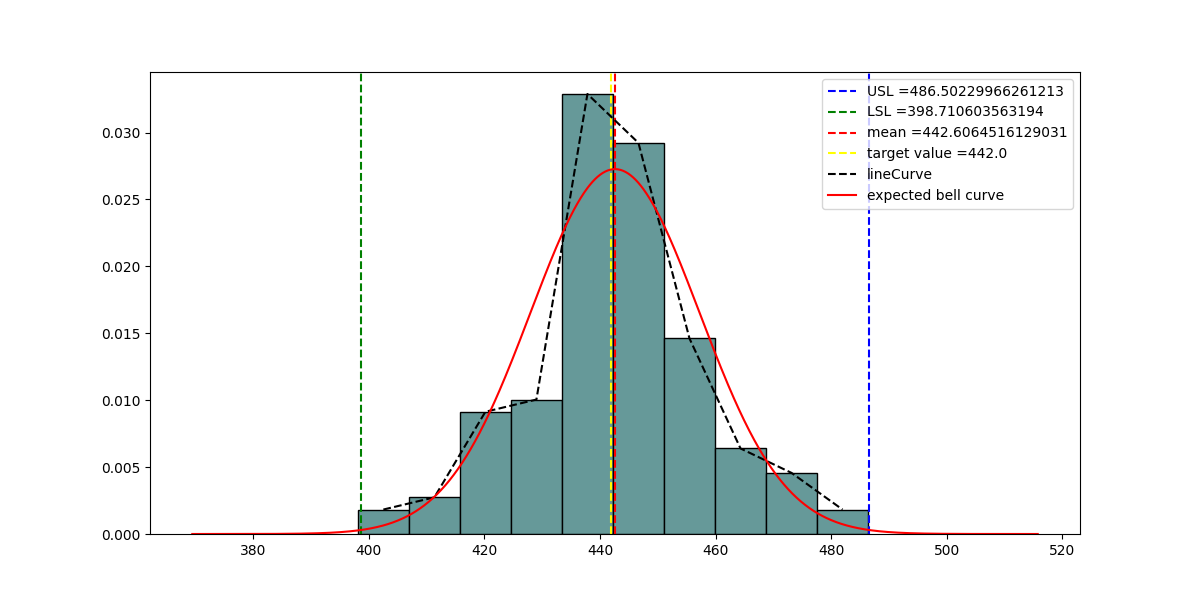 USL =486.50229966261213
LSL =398.710603563194
mean =442.6064516129031
target value =442.0
lineCurve
expected bell curve
0.030
0.025
0.020
0.015
0.010
0.005
0.000
380 400 420 440 460 480 500 520